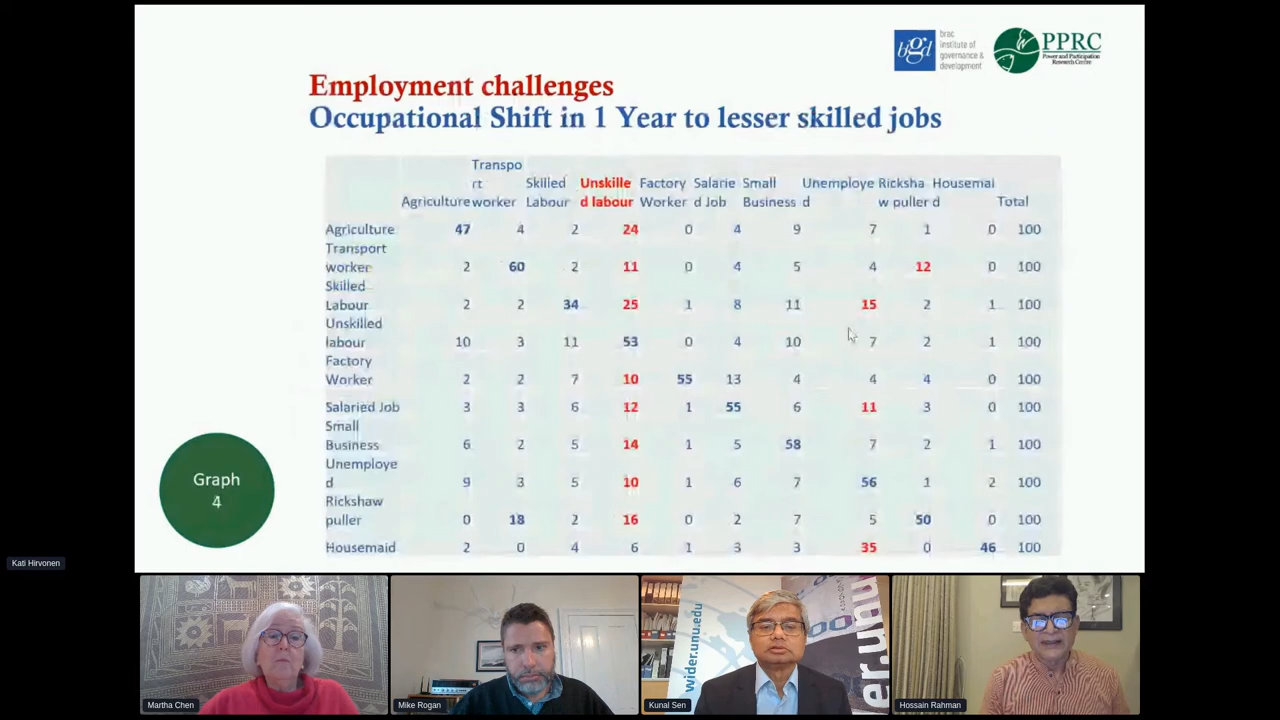 bigd
brac
institute of
governance &
development
PPRC
Power and Participation
Research Centre
Employment challenges
Occupational Shift in 1 Year to lesser skilled jobs
Agriculture Transpo rt worker Skilled Labour Unskille d labour Factory Worker Salarie d Job Small Business Unemploye d Ricksha w puller Housemai d Total
Agriculture 47 4 2 24 0 4 9 7 1 0 100
Transport
worker 2 60 2 11 0 4 5 4 12 0 100
Skilled
Labour 2 2 34 25 1 8 11 15 2 1 100
Unskilled
labour 10 3 11 53 0 4 10 7 2 1 100
Factory
Worker 2 2 7 10 55 13 4 4 4 0 100
Salaried Job 3 3 6 12 1 55 6 11 3 0 100
Small
Business 6 2 5 14 1 5 58 7 2 1 100
Unemploye
d 9 3 5 10 1 6 7 56 1 2 100
Rickshaw
puller 0 18 2 16 0 2 7 5 50 0 100
Housemaid 2 0 4 6 1 3 3 35 0 46 100
Graph
4
Kati Hirvonen
wider.unu.edu
er.unu
Martha Chen
Mike Rogan
Kunal Sen
Hossain Rahman